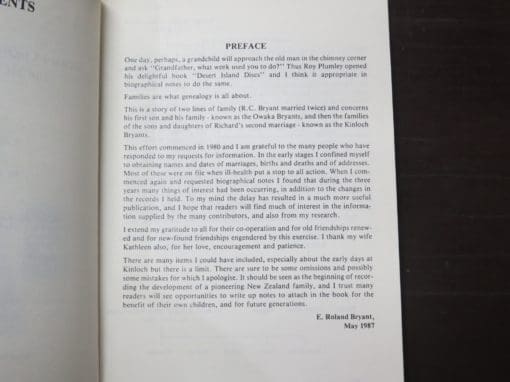 ENTS
PREFACE
One day, perhaps, a grandchild will approach the old man in the chimney corner
and ask "Grandfather, what work used you to do?" Thus Roy Plumley opened
his delightful book "Desert Island Discs" and I think it appropriate in
biographical notes to do the same.
Families are what genealogy is all about.
This is a story of two lines of family (R.C. Bryant married twice) and concerns
his first son and his family - known as the Owaka Bryants, and then the families
of the sons and daughters of Richard's second marriage - known as the Kinloch
Bryants.
This effort commenced in 1980 and I am grateful to the many people who have
responded to my requests for information. In the early stages I confined myself
to obtaining names and dates of marriages, births and deaths and of addresses.
Most of these were on file when ill-health put a stop to all action. When I com-
menced again and requested biographical notes I found that during the three
years many things of interest had been occurring, in addition to the changes in
the records I held. To my mind the delay has resulted in a much more useful
publication, and I hope that readers will find much of interest in the informa-
tion supplied by the many contributors, and also from my research.
I extend my gratitude to all for their co-operation and for old friendships renew-
ed and for new-found friendships engendered by this exercise. I thank my wife
Kathleen also, for her love, encouragement and patience.
There are many items I could have included, especially about the early days at
Kinloch but there is a limit. There are sure to be some omissions and possibly
some mistakes for which I apologise. It should be seen as the beginning of recor-
ding the development of a pioneering New Zealand family, and I trust many
readers will see opportunities to write up notes to attach in the book for the
benefit of their own children, and for future generations.
E. Roland Bryant,
May 1987